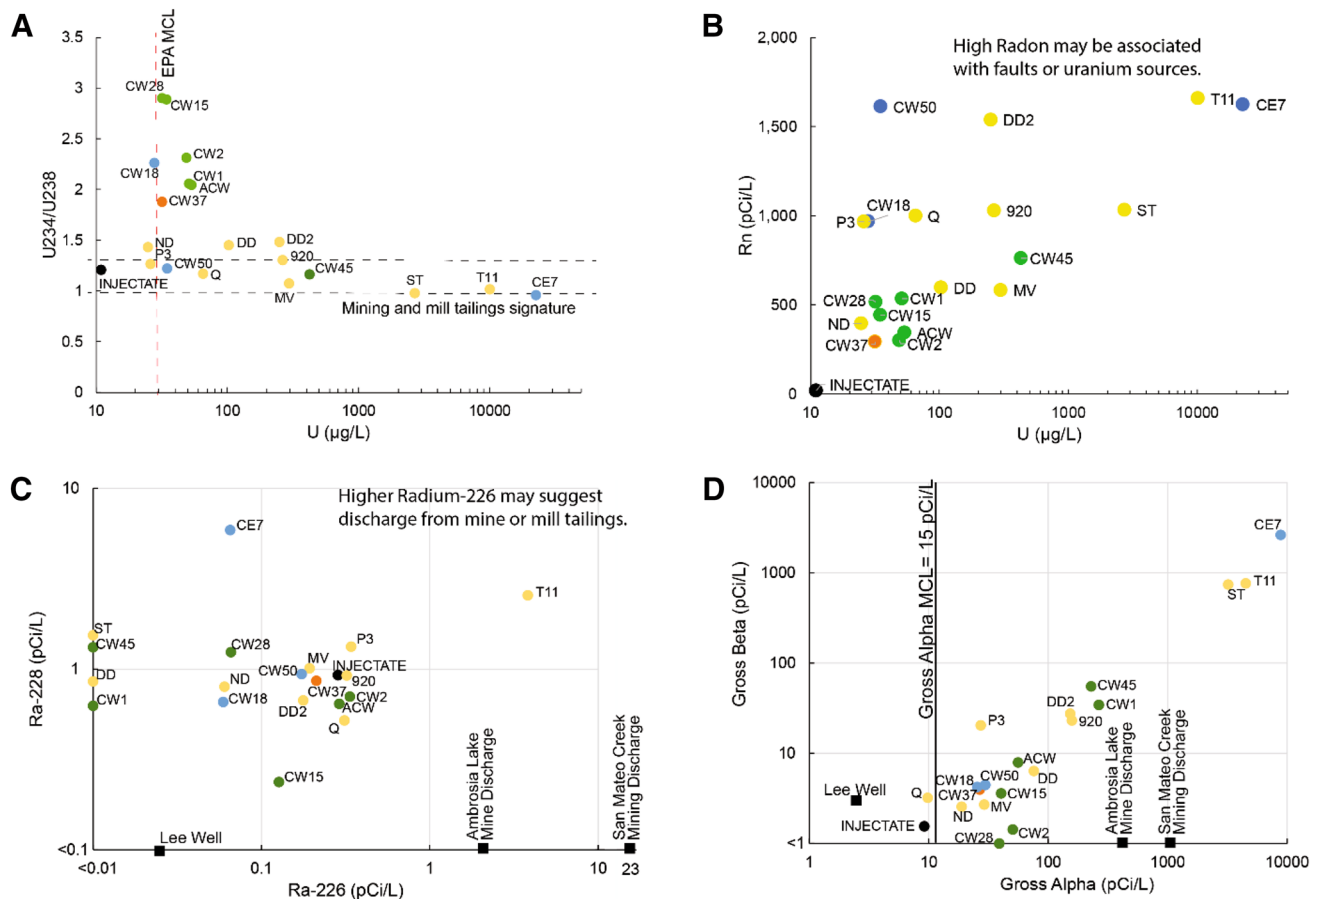 A
3.5
3
2.5
2
1.5
1
0.5
0
U234/U238
EPA MCL
CW28
CW15
CW2
CW18
CW1
ACW
CW37
ND
DD
DD2
P3
920
CW50
Q
CW45
INJECTATE
MV
ST
T11
CE7
Mining and mill tailings signature
10
100
1000
10000
U (µg/L)
B
2,000
1,500
1,000
500
0
Rn (pCi/L)
High Radon may be associated
with faults or uranium sources.
CW50
T11
CE7
DD2
CW18
P3
Q
920
ST
CW45
DD
MV
CW28
CW1
CW15
ND
ACW
CW37
CW2
INJECTATE
10
100
1000
10000
U (µg/L)
C
10
1
<0.1
Ra-228 (pCi/L)
Higher Radium-226 may suggest
discharge from mine or mill tailings.
CE7
T11
ST
CW45
CW28
P3
MV
CW50
INJECTATE
DD
ND
920
CW37
CW18
CW2
CW1
DD2
ACW
Q
CW15
Lee Well
Ambrosia Lake
Mine Discharge
San Mateo Creek
Mining Discharge
<0.01
0.1
1
10
23
Ra-226 (pCi/L)
D
10000
1000
100
10
<1
Gross Beta (pCi/L)
Gross Alpha MCL = 15 pCi/L
CE7
T11
ST
CW45
DD2
CW1
P3
920
ACW
CW18
CW50
DD
Lee Well
Q
CW37
CW15
ND
MV
INJECTATE
CW28
CW2
Ambrosia Lake
Mine Discharge
San Mateo Creek
Mining Discharge
1
10
100
1000
10000
Gross Alpha (pCi/L)